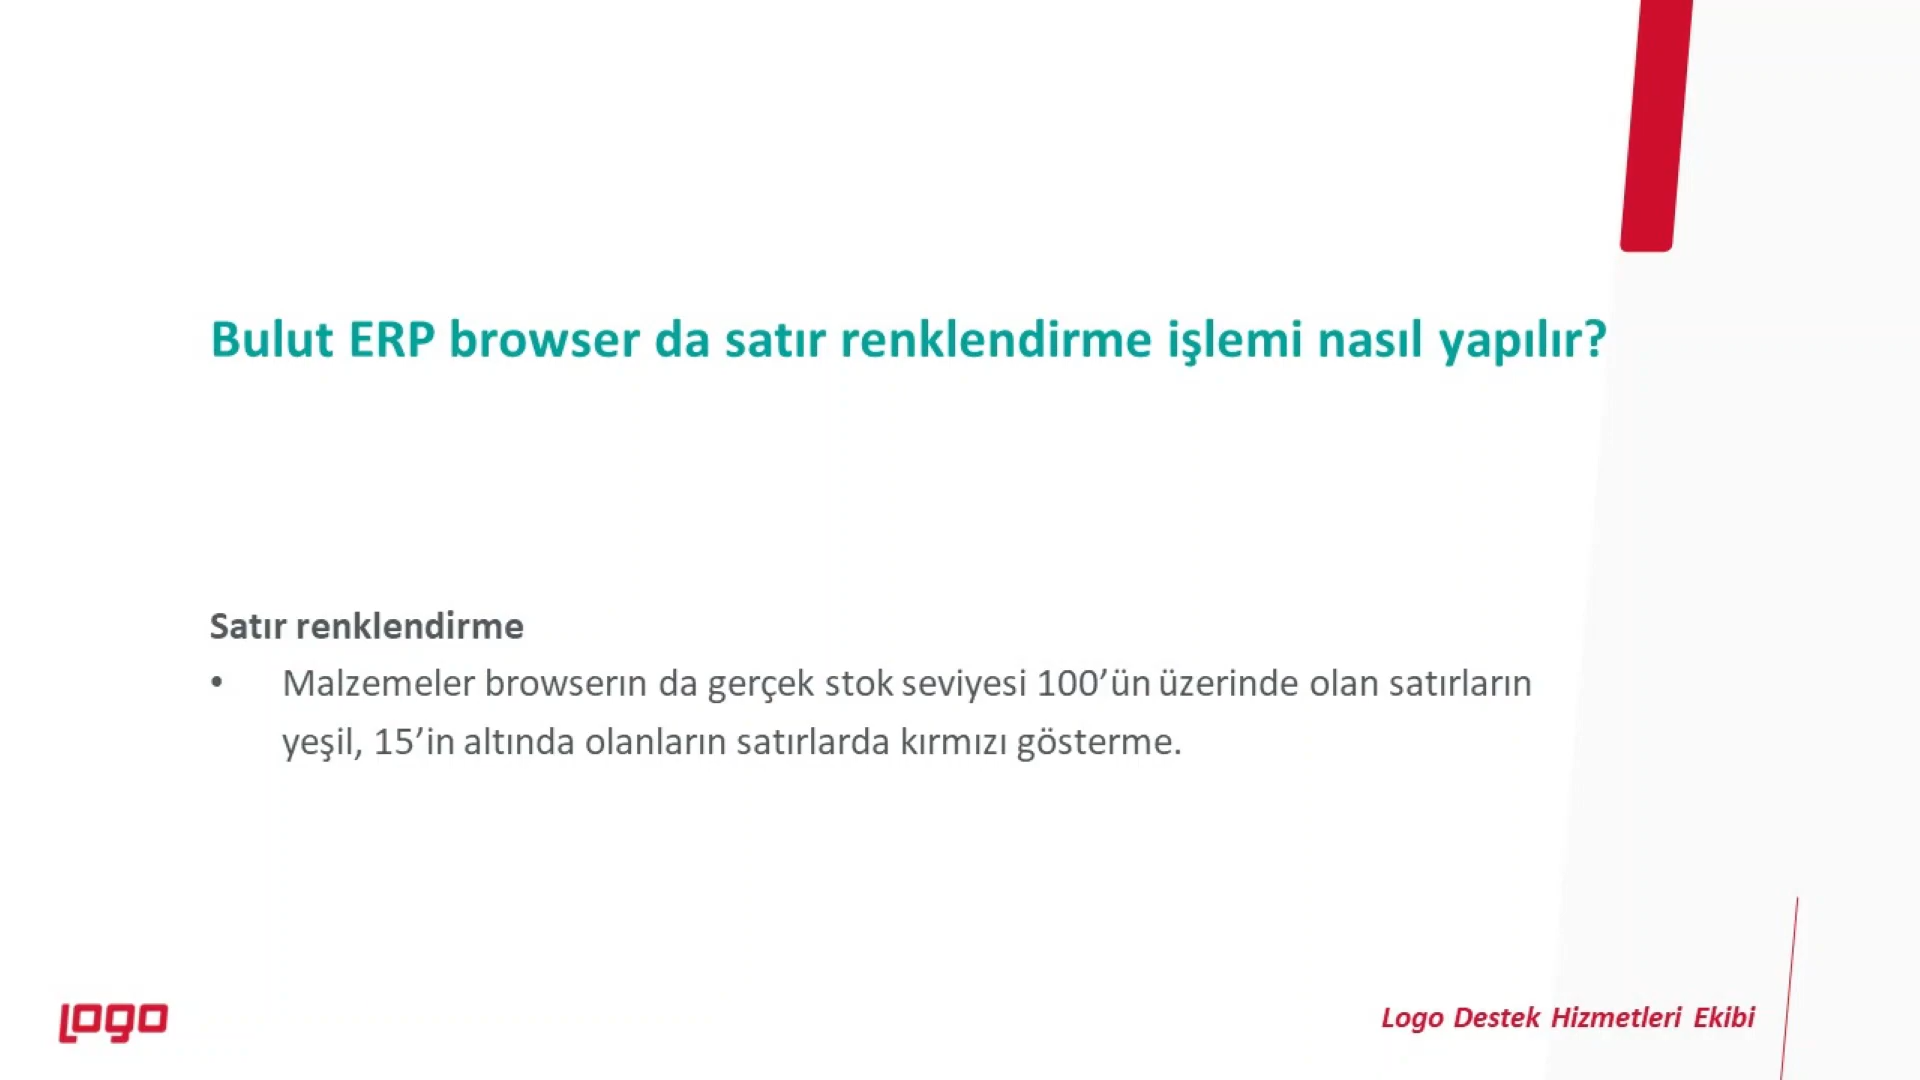 Bulut ERP browser da satır renklendirme işlemi nasıl yapılır?
Satır renklendirme
• Malzemeler browserın da gerçek stok seviyesi 100’ün üzerinde olan satırların
yeşil, 15’in altında olanların satırlarda kırmızı gösterme.
logo
Logo Destek Hizmetleri Ekibi